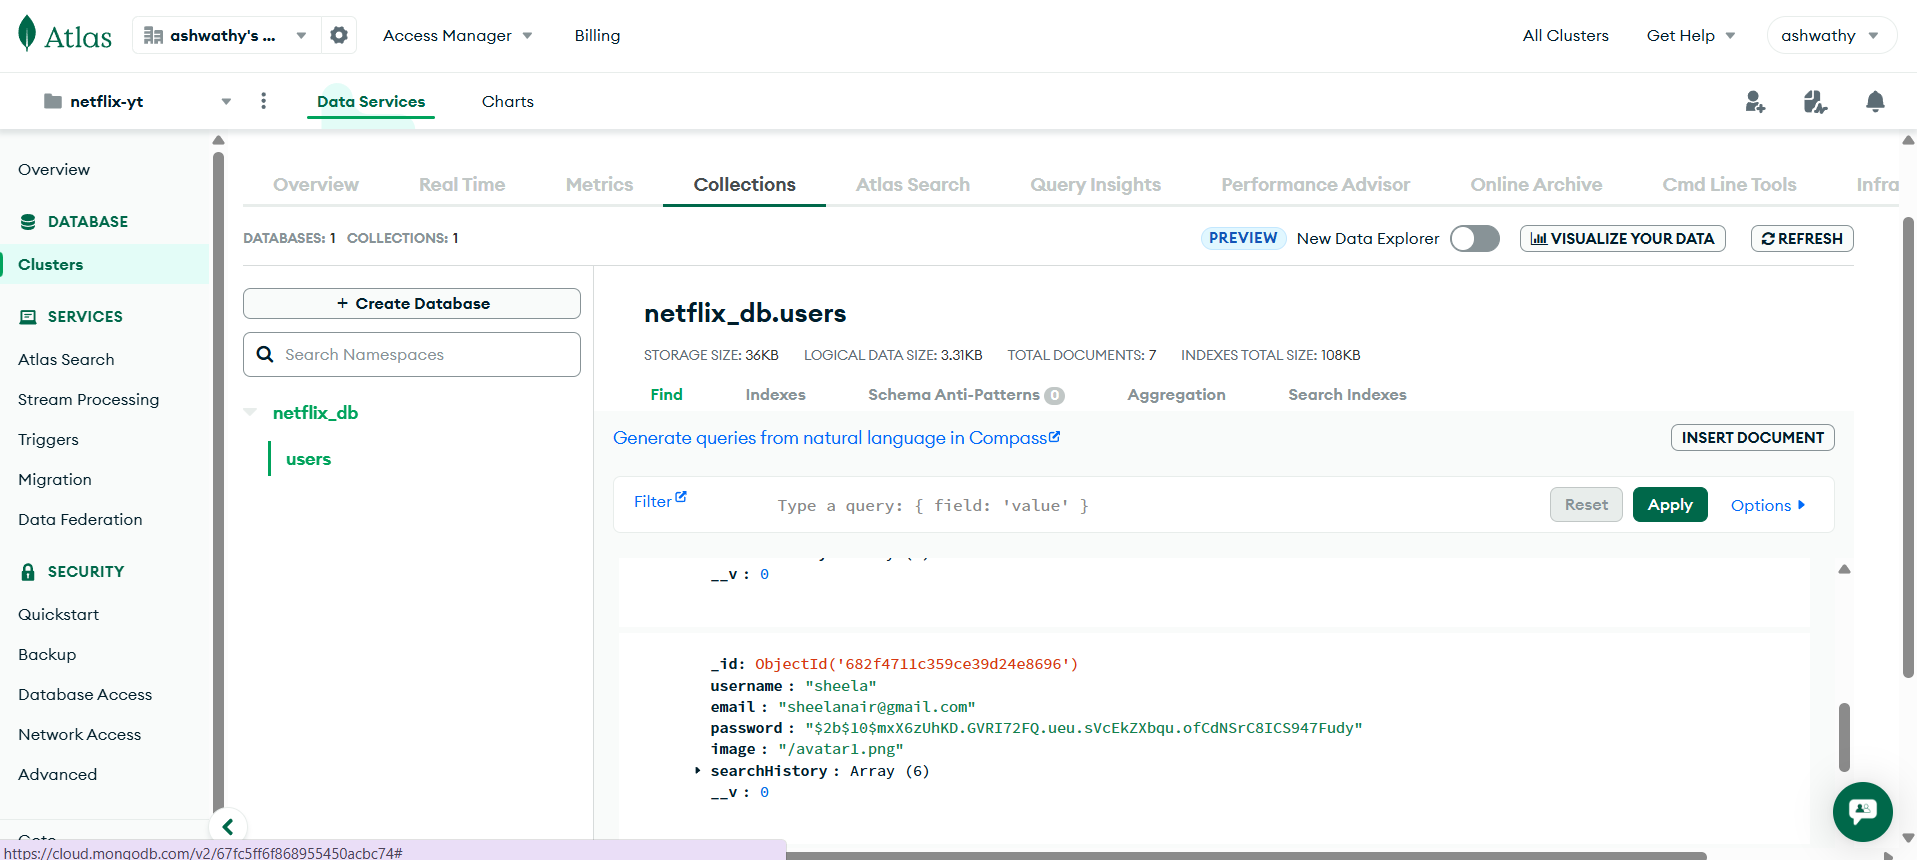 Atlas
ashwathy's ...
Access Manager
Billing
All Clusters
Get Help
ashwathy
netflix-yt
Data Services
Charts
Overview
DATABASE
Clusters
SERVICES
Atlas Search
Stream Processing
Triggers
Migration
Data Federation
SECURITY
Quickstart
Backup
Database Access
Network Access
Advanced
Goto
https://cloud.mongodb.com/v2/67fc5ff6f868955450acbc74#
Overview
Real Time
Metrics
Collections
Atlas Search
Query Insights
Performance Advisor
Online Archive
Cmd Line Tools
Infra
DATABASES: 1 COLLECTIONS: 1
PREVIEW New Data Explorer
VISUALIZE YOUR DATA
REFRESH
+ Create Database
Search Namespaces
netflix_db
users
netflix_db.users
STORAGE SIZE: 36KB LOGICAL DATA SIZE: 3.31KB TOTAL DOCUMENTS: 7 INDEXES TOTAL SIZE: 108KB
Find
Indexes
Schema Anti-Patterns 0
Aggregation
Search Indexes
Generate queries from natural language in Compass
INSERT DOCUMENT
Filter
Type a query: { field: 'value' }
Reset
Apply
Options
__v: 0
_id: ObjectId('682f4711c359ce39d24e8696')
username: "sheela"
email: "sheelanair@gmail.com"
password: "$2b$10$mxX6zUhKD.GVRI72FQ.ueu.sVcEkZXbqu.ofCdNSrC8ICS947Fudy"
image: "/avatar1.png"
searchHistory: Array (6)
__v: 0